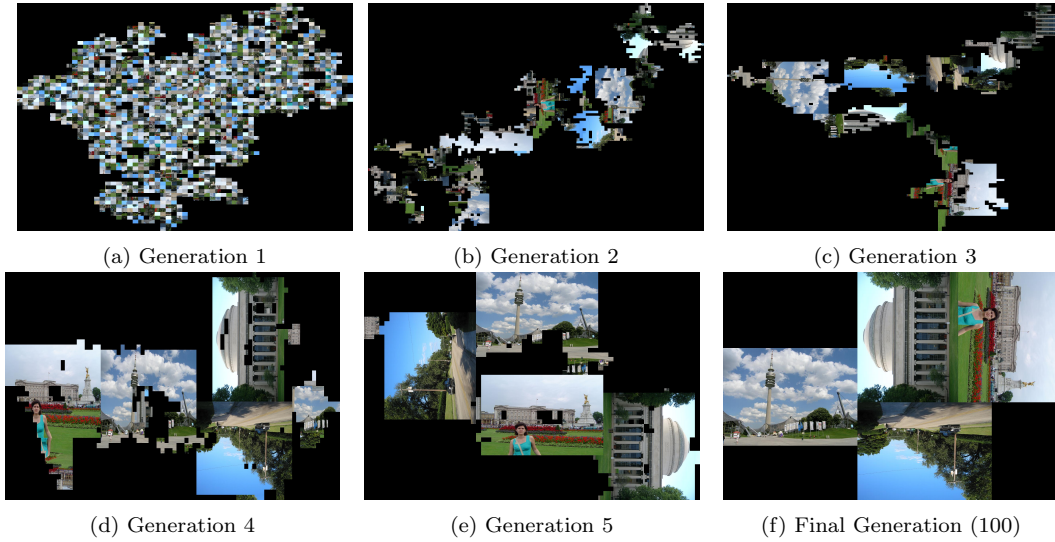 (a) Generation 1
(b) Generation 2
(c) Generation 3
(d) Generation 4
(e) Generation 5
(f) Final Generation (100)